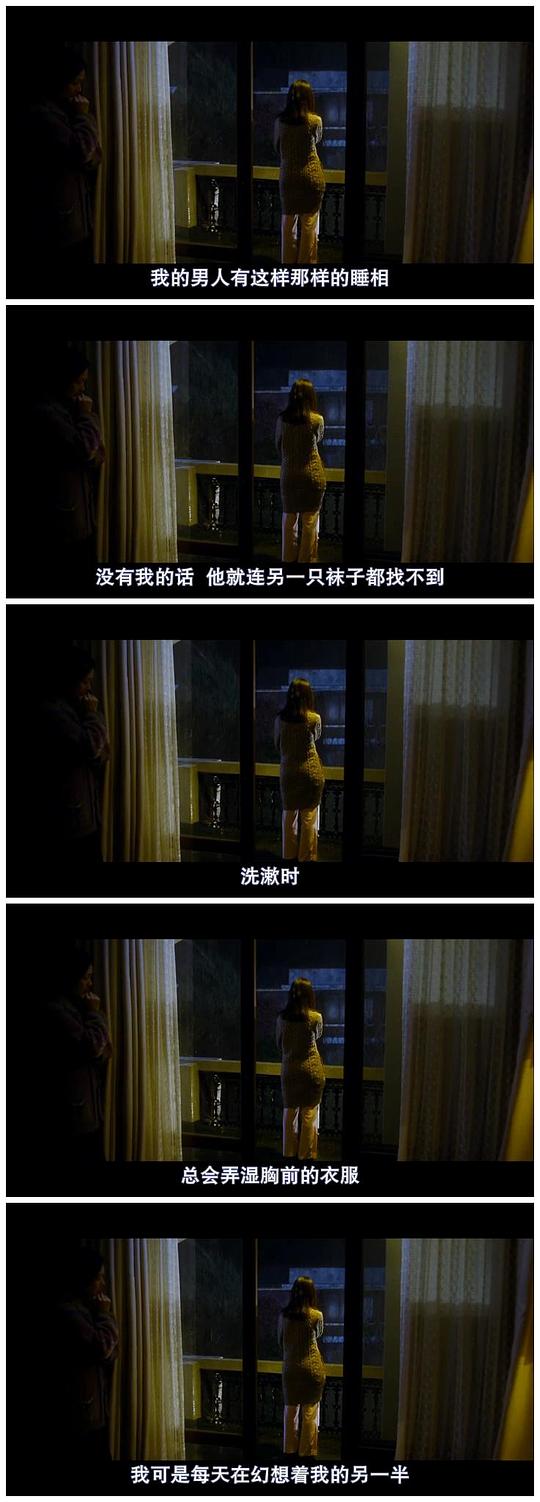 我的男人有这样那样的睡相
没有我的话 他就连另一只袜子都找不到
洗漱时
总会弄湿胸前的衣服
我可是每天在幻想着我的另一半